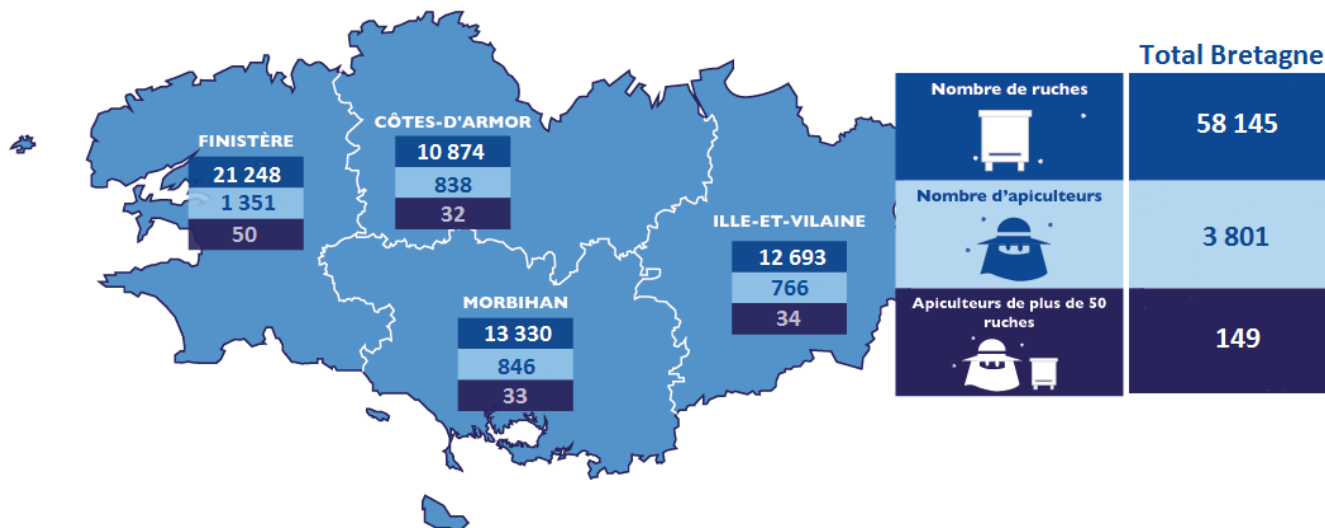 Total Bretagne
Nombre de ruches
58 145
Nombre d'apiculteurs
3 801
Apiculteurs de plus de 50
ruches
149
FINISTÈRE
21 248
1 351
50
CÔTES-D'ARMOR
10 874
838
32
ILLE-ET-VILAINE
12 693
766
34
MORBIHAN
13 330
846
33